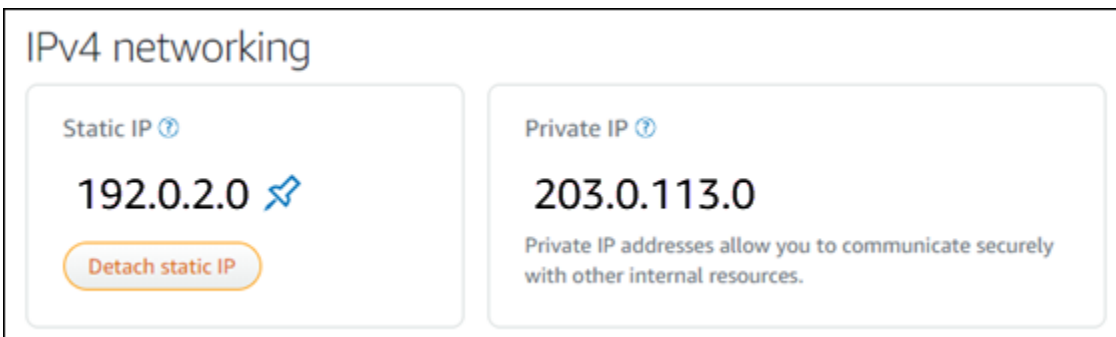 IPv4 networking
Static IP
192.0.2.0
Detach static IP
Private IP
203.0.113.0
Private IP addresses allow you to communicate securely
with other internal resources.